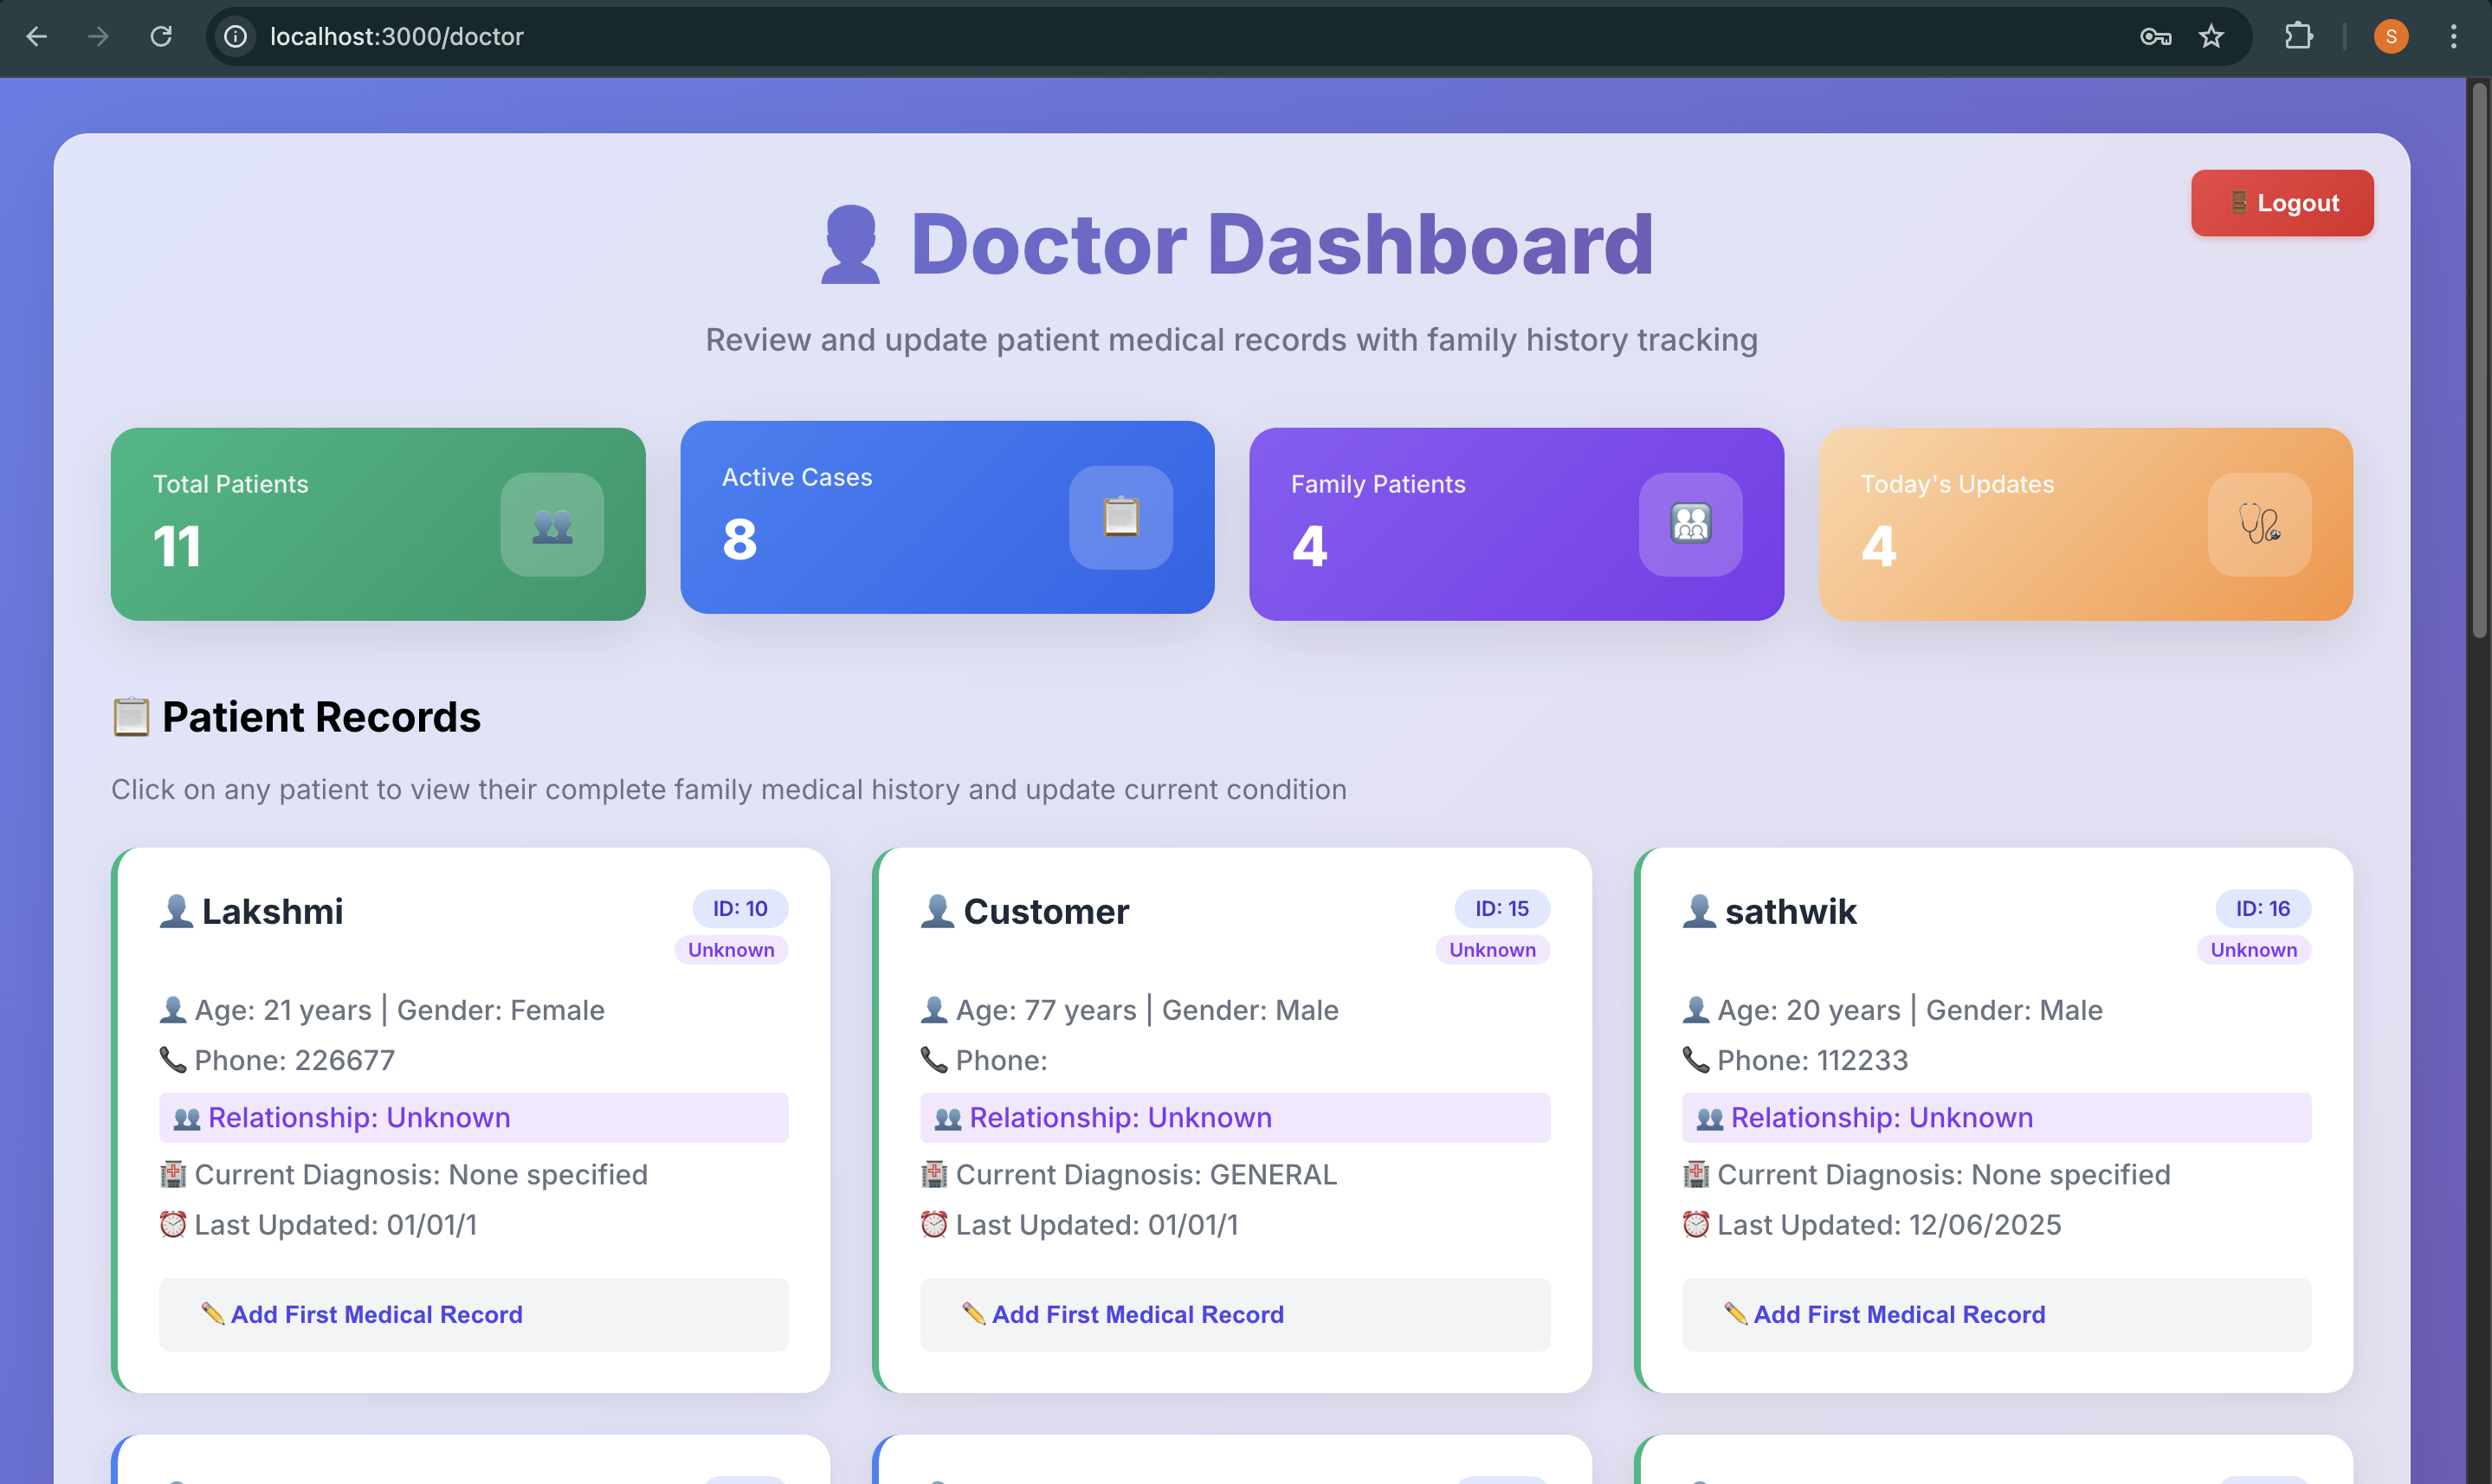 localhost:3000/doctor
S
Logout
Doctor Dashboard
Review and update patient medical records with family history tracking
Total Patients
11
Active Cases
8
Family Patients
4
Today's Updates
4
Patient Records
Click on any patient to view their complete family medical history and update current condition
Lakshmi
ID: 10
Unknown
Age: 21 years | Gender: Female
Phone: 226677
Relationship: Unknown
Current Diagnosis: None specified
Last Updated: 01/01/1
Add First Medical Record
Customer
ID: 15
Unknown
Age: 77 years | Gender: Male
Phone:
Relationship: Unknown
Current Diagnosis: GENERAL
Last Updated: 01/01/1
Add First Medical Record
sathwik
ID: 16
Unknown
Age: 20 years | Gender: Male
Phone: 112233
Relationship: Unknown
Current Diagnosis: None specified
Last Updated: 12/06/2025
Add First Medical Record